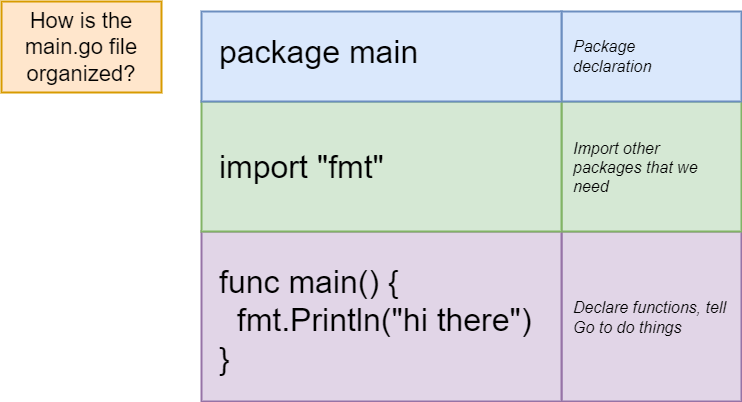 How is the
main.go file
organized?
package main
Package
declaration
import "fmt"
Import other
packages that we
need
func main() {
  fmt.Println("hi there")
}
Declare functions, tell
Go to do things